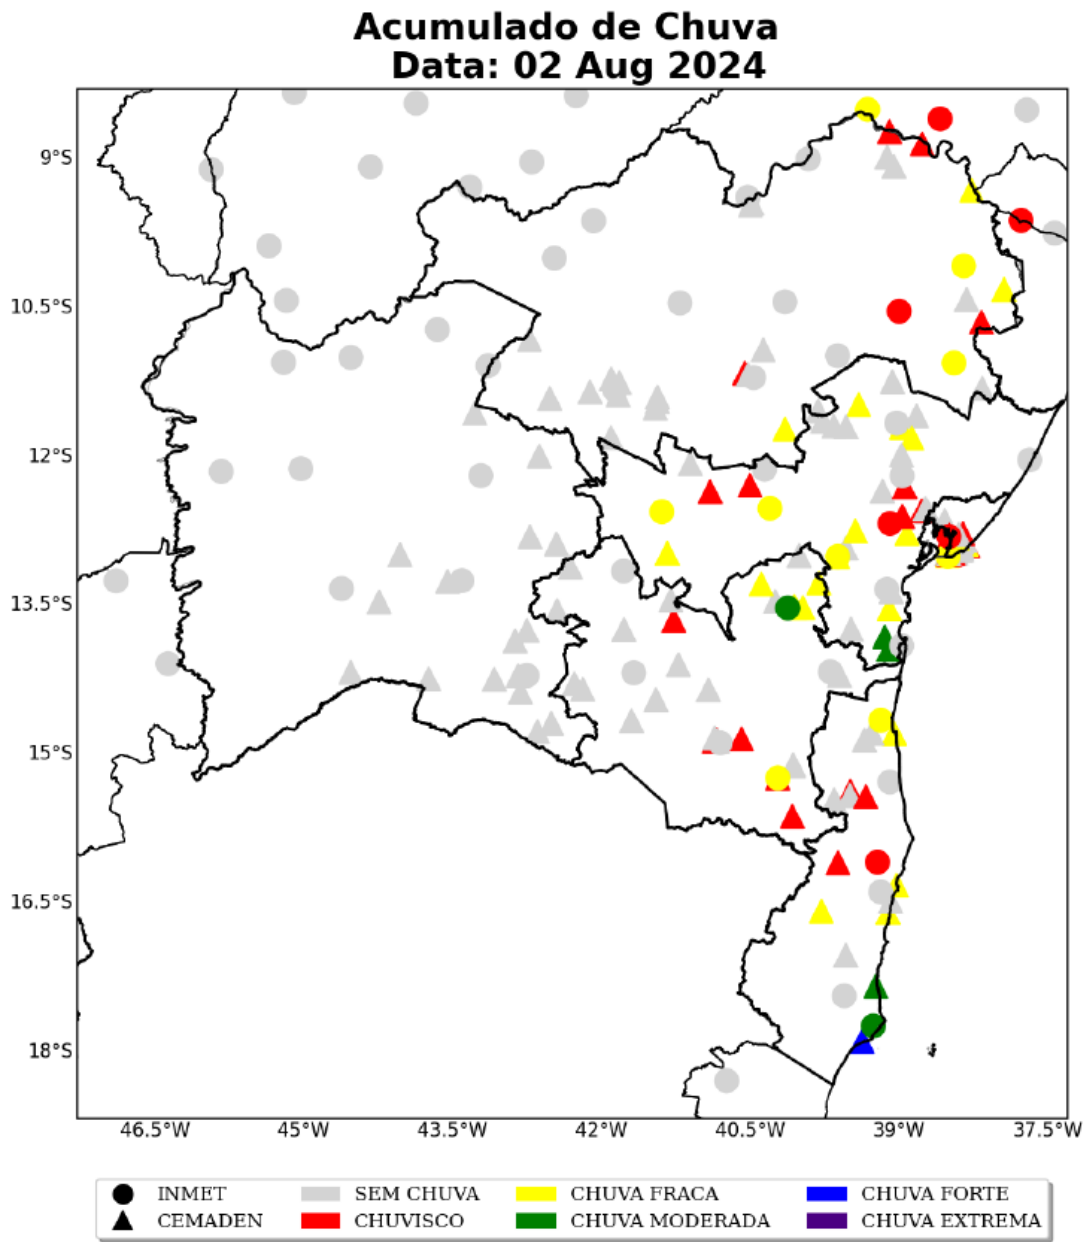 Acumulado de Chuva
Data: 02 Aug 2024
9°S
10.5°S
12°S
13.5°S
15°S
16.5°S
18°S
46.5°W 45°W 43.5°W 42°W 40.5°W 39°W 37.5°W
INMET SEM CHUVA CHUVA FRACA CHUVA FORTE
CEMADEN CHUVISCO CHUVA MODERADA CHUVA EXTREMA